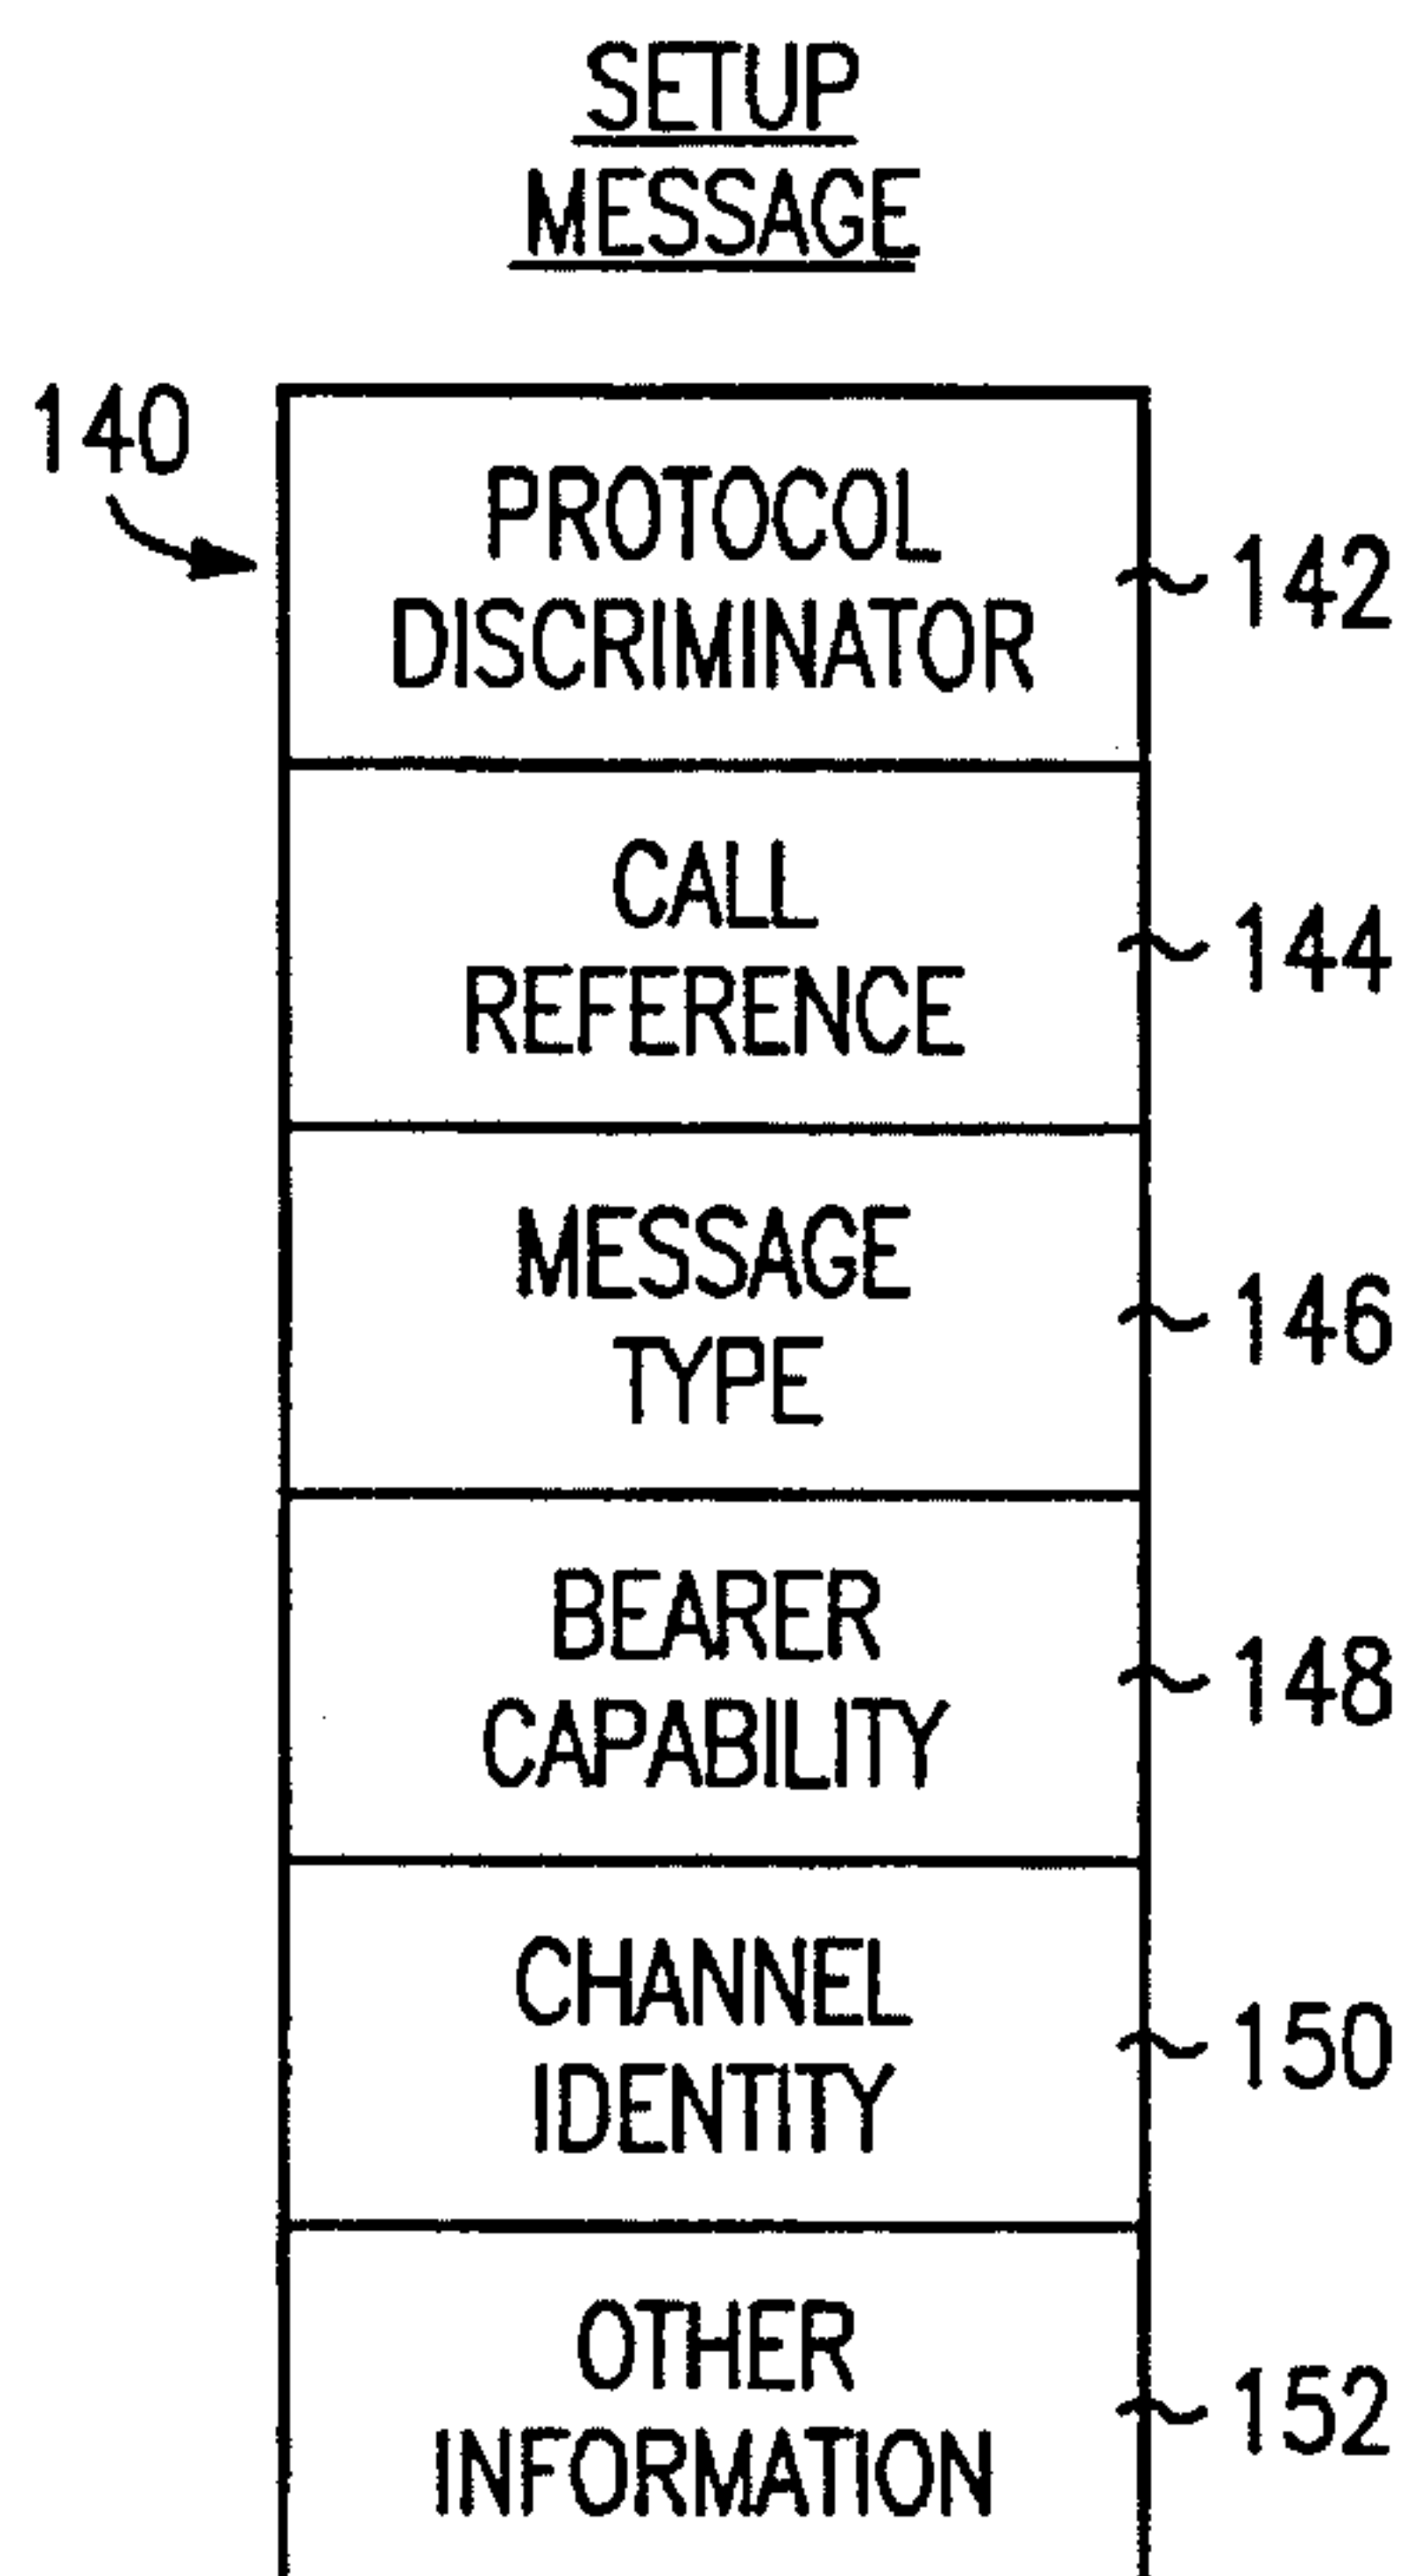 SETUP
MESSAGE
140
PROTOCOL
DISCRIMINATOR
142
CALL
REFERENCE
144
MESSAGE
TYPE
146
BEARER
CAPABILITY
148
CHANNEL
IDENTITY
150
OTHER
INFORMATION
152